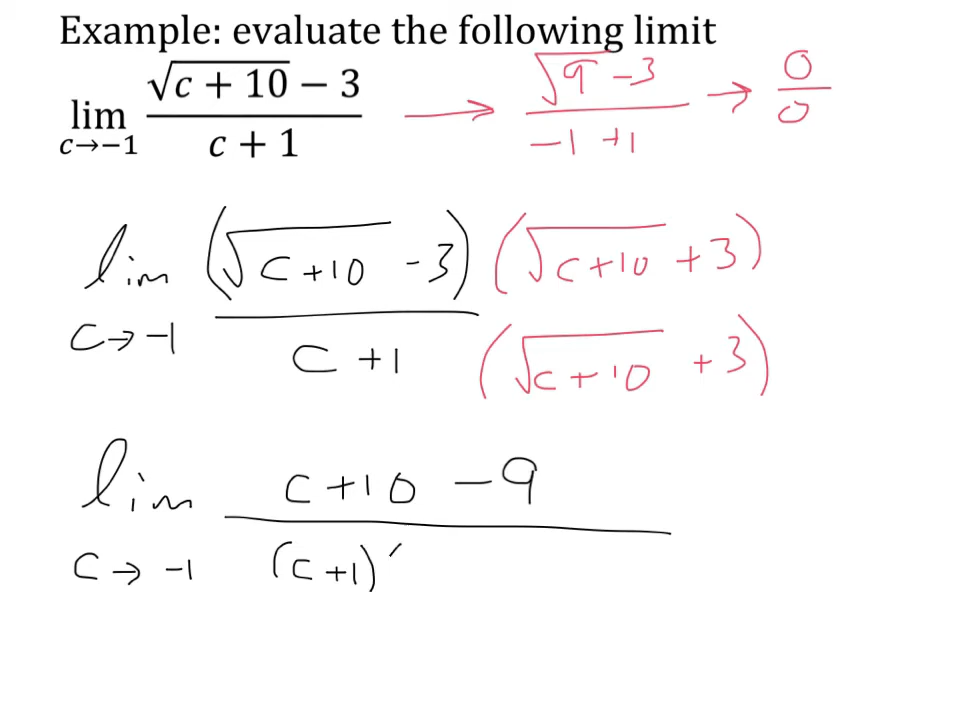 Example: evaluate the following limit
lim c→−1 (√(c + 10) − 3)/(c + 1) → (√9 − 3)/(−1 + 1) → 0/0
lim c→−1 ((√(c+10) − 3)(√(c+10) + 3))/(c+1 (√(c+10) + 3))
lim c→−1 (c+10 − 9)/((c+1)